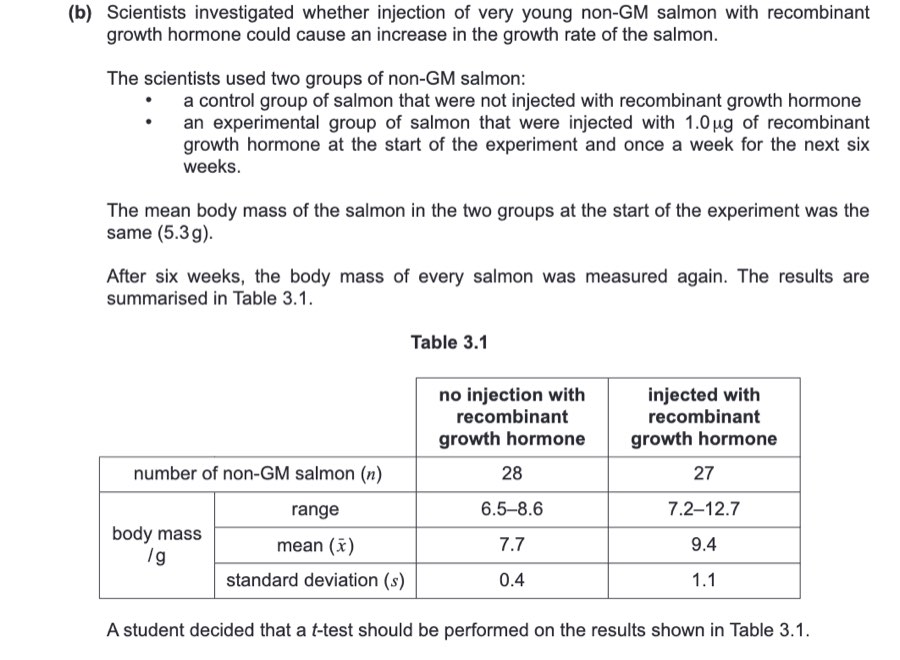 (b) Scientists investigated whether injection of very young non-GM salmon with recombinant
growth hormone could cause an increase in the growth rate of the salmon.
The scientists used two groups of non-GM salmon:
• a control group of salmon that were not injected with recombinant growth hormone
• an experimental group of salmon that were injected with 1.0 μg of recombinant
growth hormone at the start of the experiment and once a week for the next six
weeks.
The mean body mass of the salmon in the two groups at the start of the experiment was the
same (5.3 g).
After six weeks, the body mass of every salmon was measured again. The results are
summarised in Table 3.1.
Table 3.1
no injection with recombinant growth hormone
injected with recombinant growth hormone
number of non-GM salmon (n) 28 27
body mass /g
range 6.5–8.6 7.2–12.7
mean (x̄) 7.7 9.4
standard deviation (s) 0.4 1.1
A student decided that a t-test should be performed on the results shown in Table 3.1.